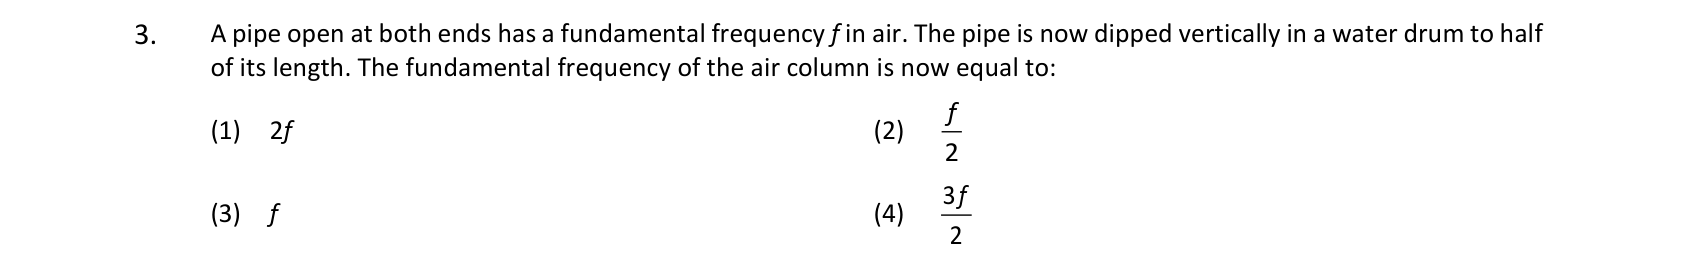 3. A pipe open at both ends has a fundamental frequency f in air. The pipe is now dipped vertically in a water drum to half
of its length. The fundamental frequency of the air column is now equal to:
(1) 2f (2) f/2
(3) f (4) 3f/2